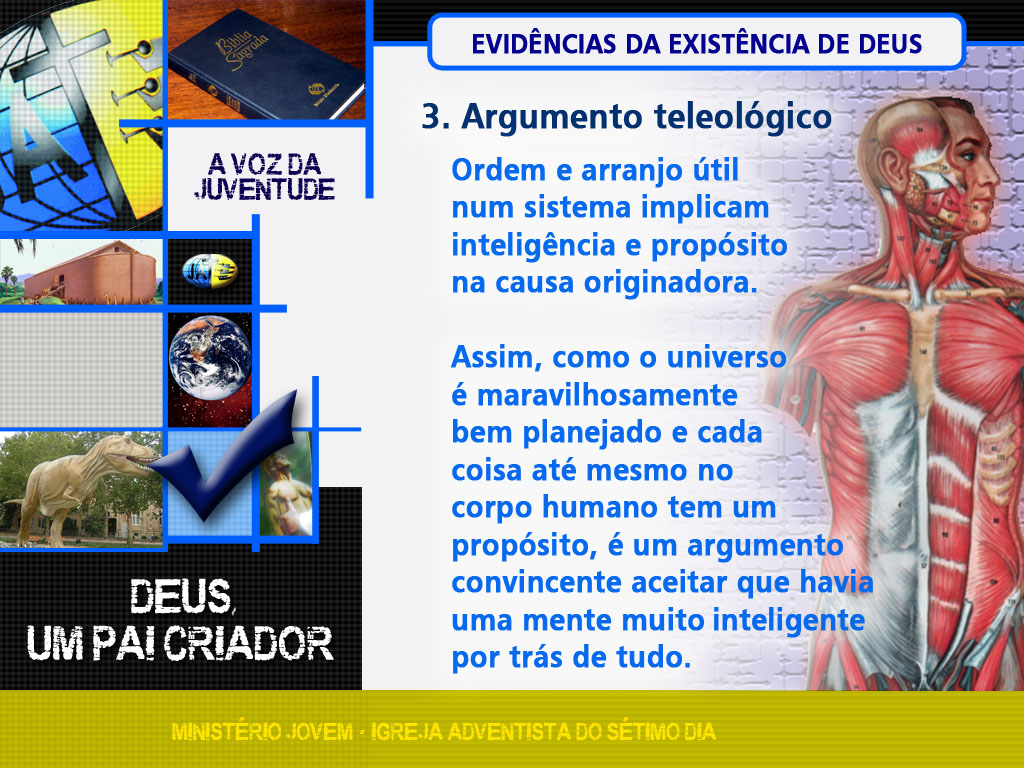 EVIDÊNCIAS DA EXISTÊNCIA DE DEUS
Bíblia
Sagrada
A VOZ DA
JUVENTUDE
3. Argumento teleológico
Ordem e arranjo útil
num sistema implicam
inteligência e propósito
na causa originadora.
Assim, como o universo
é maravilhosamente
bem planejado e cada
coisa até mesmo no
corpo humano tem um
propósito, é um argumento
convincente aceitar que havia
uma mente muito inteligente
por trás de tudo.
DEUS,
UM PAI CRIADOR
MINISTÉRIO JOVEM - IGREJA ADVENTISTA DO SÉTIMO DIA